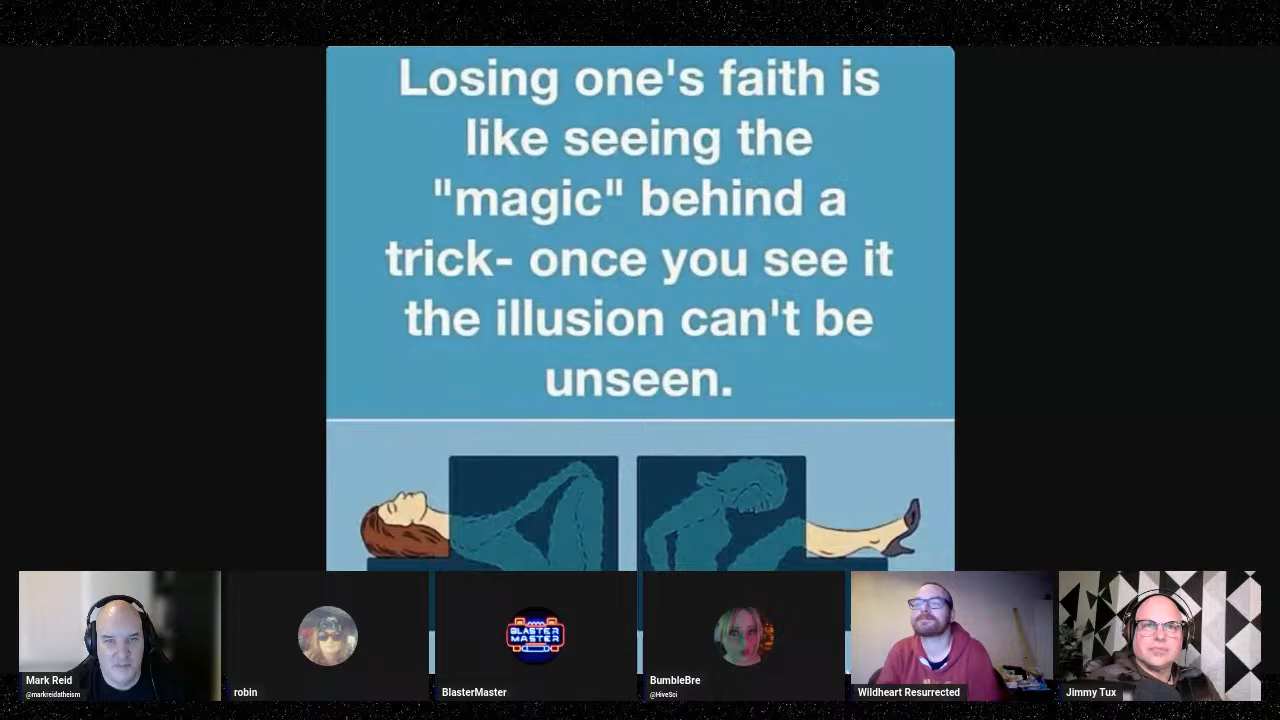 Losing one's faith is
like seeing the
"magic" behind a
trick- once you see it
the illusion can't be
unseen.
BLASTER
MASTER
Mark Reid
@markreidatheism
robin
BlasterMaster
BumbleBre
@HiveSci
Wildheart Resurrected
Jimmy Tux